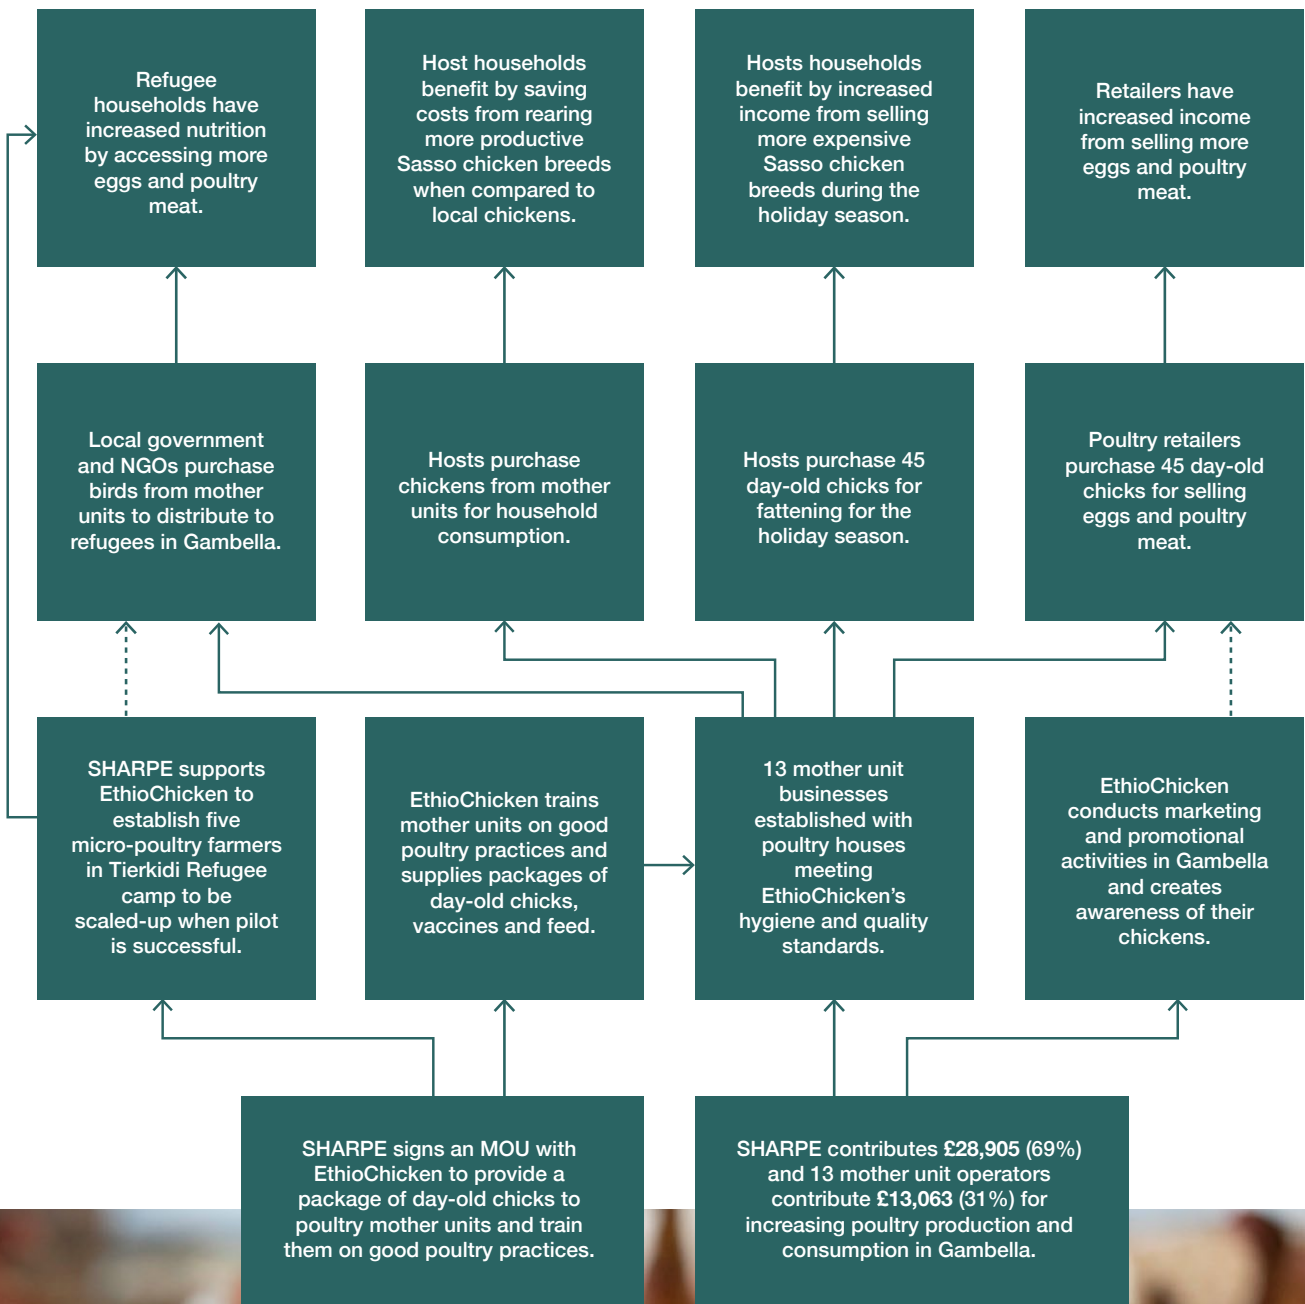 Refugee
households have
increased nutrition
by accessing more
eggs and poultry
meat.
Host households
benefit by saving
costs from rearing
more productive
Sasso chicken breeds
when compared to
local chickens.
Hosts households
benefit by increased
income from selling
more expensive
Sasso chicken
breeds during the
holiday season.
Retailers have
increased income
from selling more
eggs and poultry
meat.
Local government
and NGOs purchase
birds from mother
units to distribute to
refugees in Gambella.
Hosts purchase
chickens from mother
units for household
consumption.
Hosts purchase 45
day-old chicks for
fattening for the
holiday season.
Poultry retailers
purchase 45 day-old
chicks for selling
eggs and poultry
meat.
SHARPE supports
EthioChicken to
establish five
micro-poultry farmers
in Tierkidi Refugee
camp to be
scaled-up when pilot
is successful.
EthioChicken trains
mother units on good
poultry practices and
supplies packages of
day-old chicks,
vaccines and feed.
13 mother unit
businesses
established with
poultry houses
meeting
EthioChicken's
hygiene and quality
standards.
EthioChicken
conducts marketing
and promotional
activities in Gambella
and creates
awareness of their
chickens.
SHARPE signs an MOU with
EthioChicken to provide a
package of day-old chicks to
poultry mother units and train
them on good poultry practices.
SHARPE contributes £28,905 (69%)
and 13 mother unit operators
contribute £13,063 (31%) for
increasing poultry production and
consumption in Gambella.